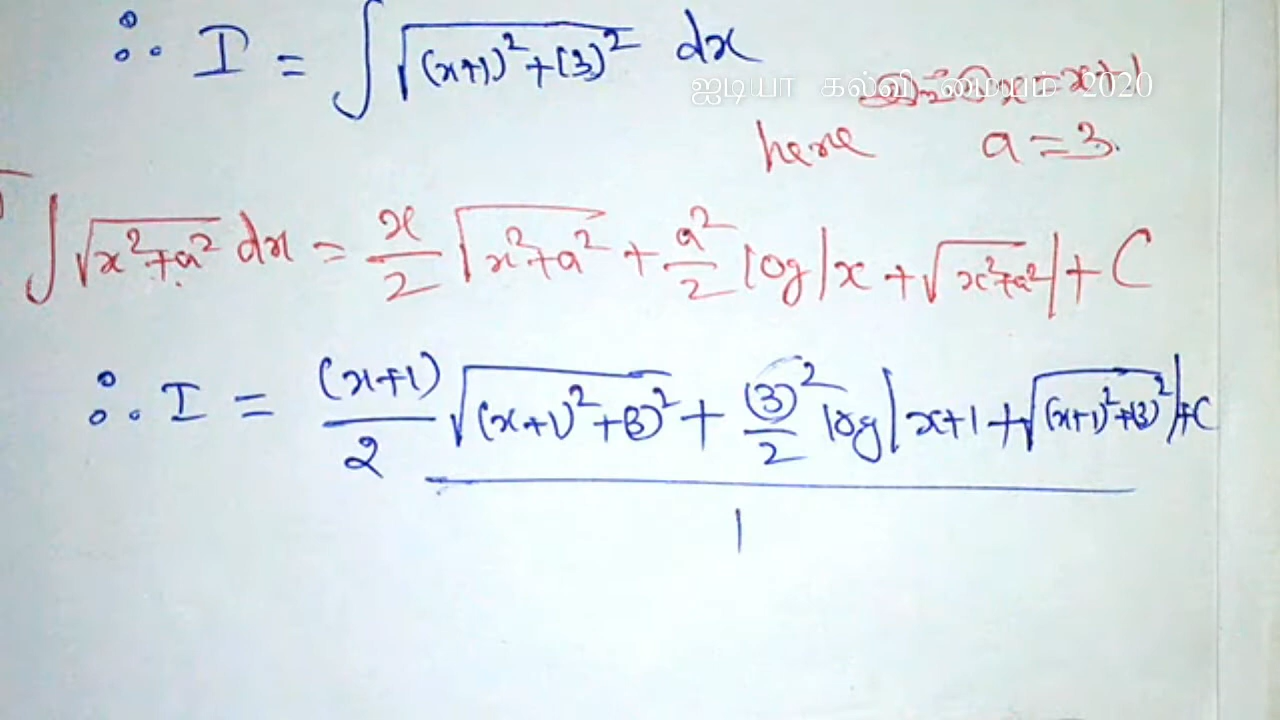 ∴ I = ∫√((x+1)²+(3)²) dx
ஐடியா கல்வி மையம் 2020
x = x+1
here a = 3.
∫√(x²+a²) dx = x/2 √(x²+a²) + a²/2 log|x + √(x²+a²)| + C
∴ I = (x+1)/2 √((x+1)²+(3)²) + (3)²/2 log|x+1+√((x+1)²+(3)²)|+C